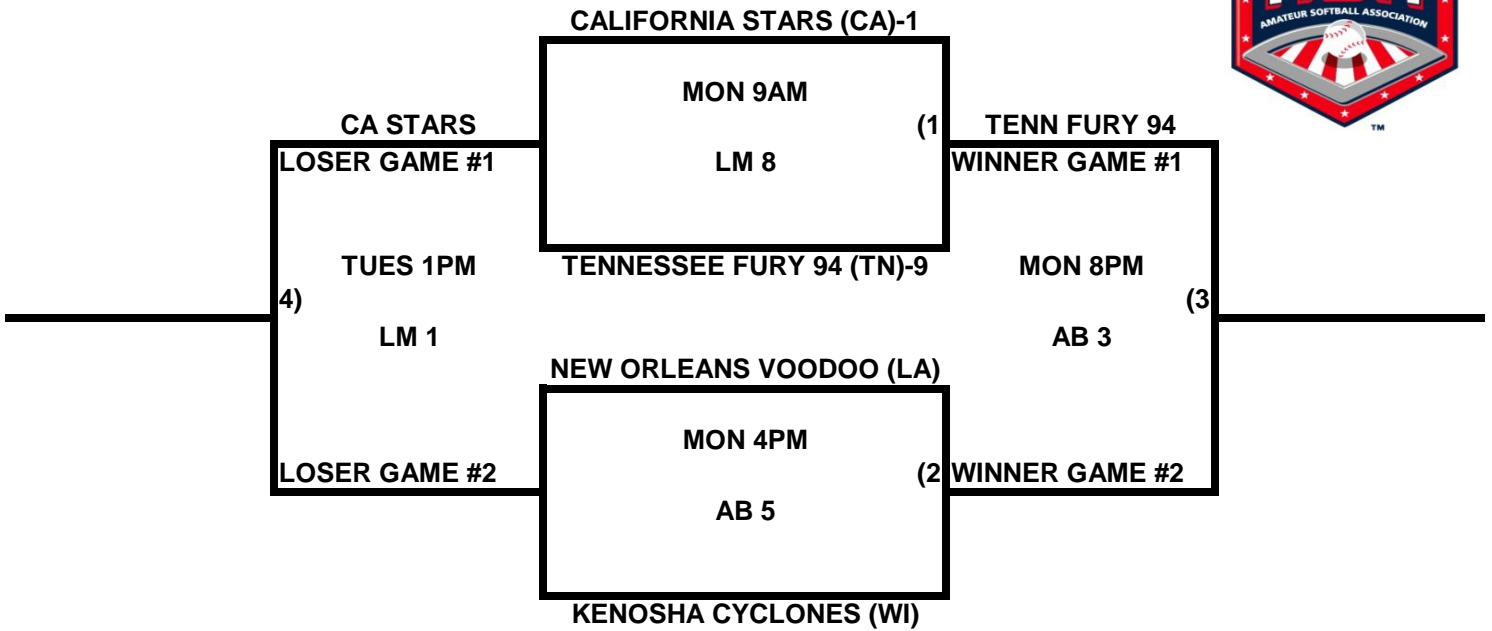 CALIFORNIA STARS (CA)-1
AMATEUR SOFTBALL ASSOCIATION
TM
MON 9AM
CA STARS
(1
TENN FURY 94
LOSER GAME #1
LM 8
WINNER GAME #1
TUES 1PM
TENNESSEE FURY 94 (TN)-9
MON 8PM
4)
(3
LM 1
AB 3
NEW ORLEANS VOODOO (LA)
MON 4PM
LOSER GAME #2
(2
WINNER GAME #2
AB 5
KENOSHA CYCLONES (WI)